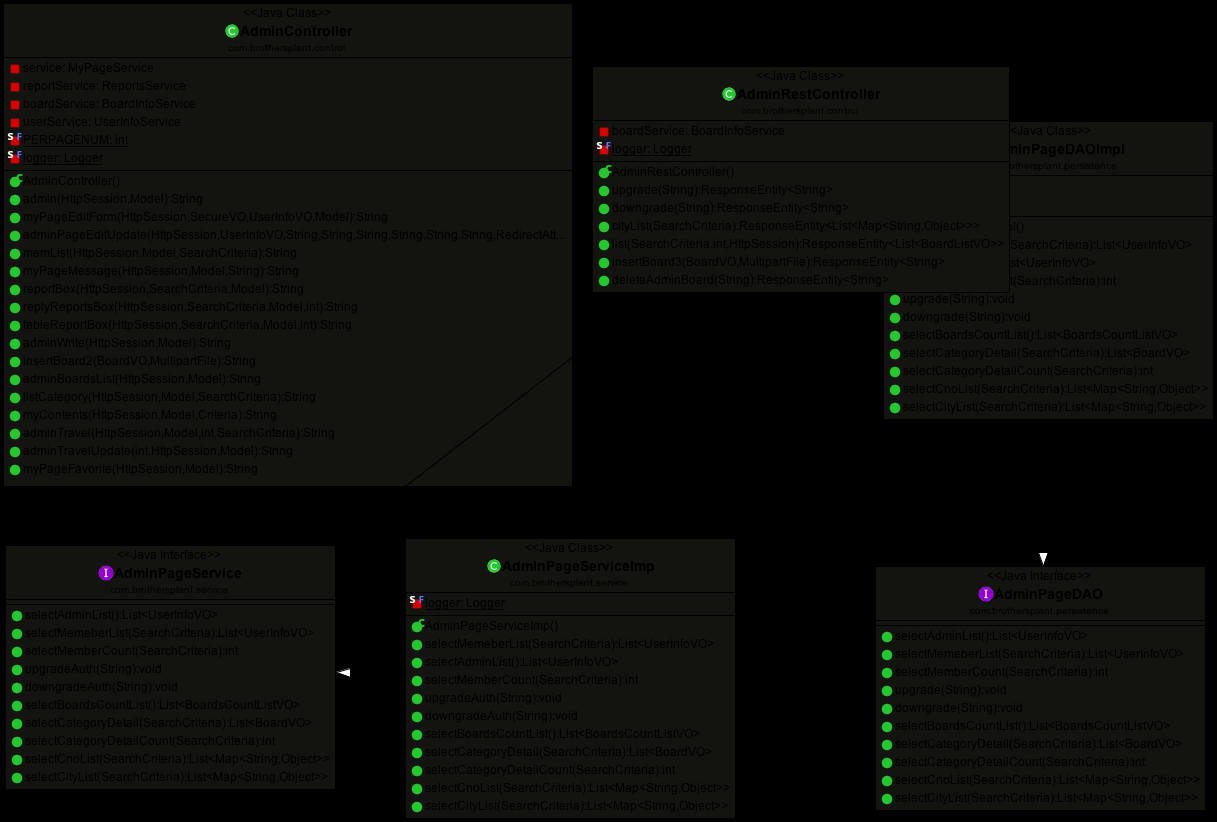 <<Java Class>>
AdminController
com.brothersplant.control
service: MyPageService
reportService: ReportsService
boardService: BoardInfoService
userService: UserInfoService
PERPAGENUM: int
logger: Logger
AdminController()
admin(HttpSession,Model):String
myPageEditForm(HttpSession,SecureVO,UserInfoVO,Model):String
adminPageEditUpdate(HttpSession,UserInfoVO,String,String,String,String,String,String,RedirectAtt...
memList(HttpSession,Model,SearchCriteria):String
myPageMessage(HttpSession,Model,String):String
reportBox(HttpSession,SearchCriteria,Model):String
replyReportsBox(HttpSession,SearchCriteria,Model,int):String
tableReportBox(HttpSession,SearchCriteria,Model,int):String
adminWrite(HttpSession,Model):String
insertBoard2(BoardVO,MultipartFile):String
adminBoardsList(HttpSession,Model):String
listCategory(HttpSession,Model,SearchCriteria):String
myContents(HttpSession,Model,Criteria):String
adminTravel(HttpSession,Model,int,SearchCriteria):String
adminTravelUpdate(int,HttpSession,Model):String
myPageFavorite(HttpSession,Model):String
<<Java Class>>
AdminRestController
com.brothersplant.control
boardService: BoardInfoService
logger: Logger
AdminRestController()
upgrade(String):ResponseEntity<String>
downgrade(String):ResponseEntity<String>
cityList(SearchCriteria):ResponseEntity<List<Map<String,Object>>>
list(SearchCriteria,int,HttpSession):ResponseEntity<List<BoardListVO>>
insertBoard3(BoardVO,MultipartFile):ResponseEntity<String>
deleteAdminBoard(String):ResponseEntity<String>
Java Class>>
minPageDAOImpl
othersplant.persistence
l()
SearchCriteria):List<UserInfoVO>
st<UserInfoVO>
SearchCriteria):int
upgrade(String):void
downgrade(String):void
selectBoardsCountList():List<BoardsCountListVO>
selectCategoryDetail(SearchCriteria):List<BoardVO>
selectCategoryDetailCount(SearchCriteria):int
selectCnoList(SearchCriteria):List<Map<String,Object>>
selectCityList(SearchCriteria):List<Map<String,Object>>
<<Java Interface>>
AdminPageService
com.brothersplant.service
selectAdminList():List<UserInfoVO>
selectMemeberList(SearchCriteria):List<UserInfoVO>
selectMemberCount(SearchCriteria):int
upgradeAuth(String):void
downgradeAuth(String):void
selectBoardsCountList():List<BoardsCountListVO>
selectCategoryDetail(SearchCriteria):List<BoardVO>
selectCategoryDetailCount(SearchCriteria):int
selectCnoList(SearchCriteria):List<Map<String,Object>>
selectCityList(SearchCriteria):List<Map<String,Object>>
<<Java Class>>
AdminPageServiceImp
com.brothersplant.service
logger: Logger
AdminPageServiceImp()
selectMemeberList(SearchCriteria):List<UserInfoVO>
selectAdminList():List<UserInfoVO>
selectMemberCount(SearchCriteria):int
upgradeAuth(String):void
downgradeAuth(String):void
selectBoardsCountList():List<BoardsCountListVO>
selectCategoryDetail(SearchCriteria):List<BoardVO>
selectCategoryDetailCount(SearchCriteria):int
selectCnoList(SearchCriteria):List<Map<String,Object>>
selectCityList(SearchCriteria):List<Map<String,Object>>
<<Java Interface>>
AdminPageDAO
com.brothersplant.persistence
selectAdminList():List<UserInfoVO>
selectMemeberList(SearchCriteria):List<UserInfoVO>
selectMemberCount(SearchCriteria):int
upgrade(String):void
downgrade(String):void
selectBoardsCountList():List<BoardsCountListVO>
selectCategoryDetail(SearchCriteria):List<BoardVO>
selectCategoryDetailCount(SearchCriteria):int
selectCnoList(SearchCriteria):List<Map<String,Object>>
selectCityList(SearchCriteria):List<Map<String,Object>>